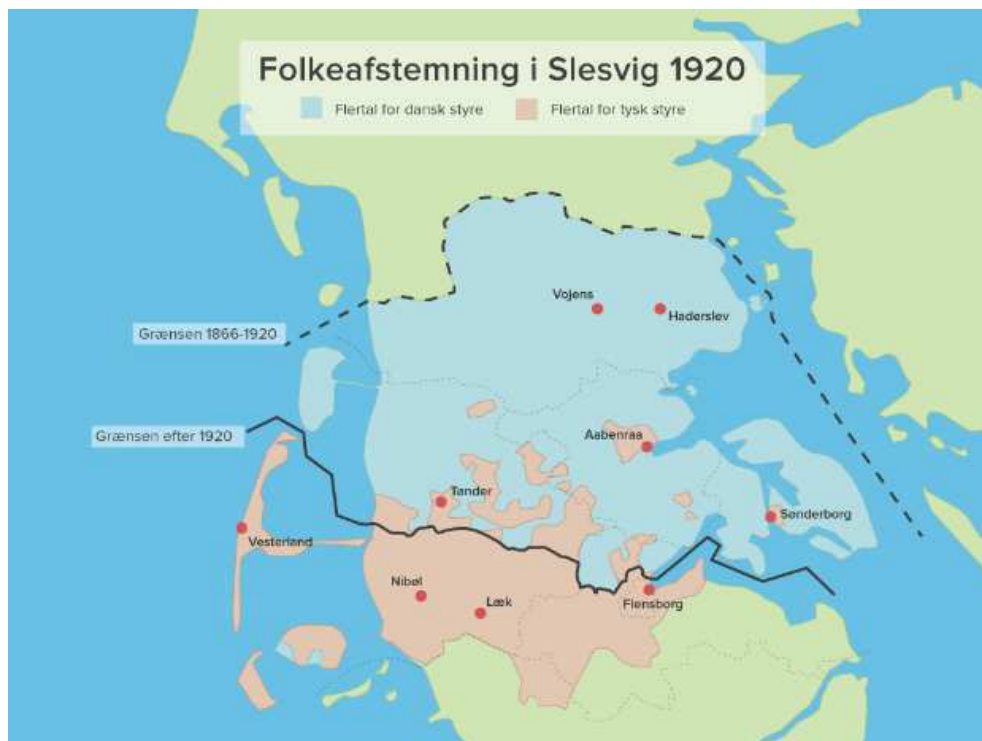 Folkeafstemning i Slesvig 1920
Flertal for dansk styre
Flertal for tysk styre
Vojens
Haderslev
Grænsen 1866-1920
Grænsen efter 1920
Aabenraa
Tønder
Sønderborg
Vesterland
Nibøl
Læk
Flensborg